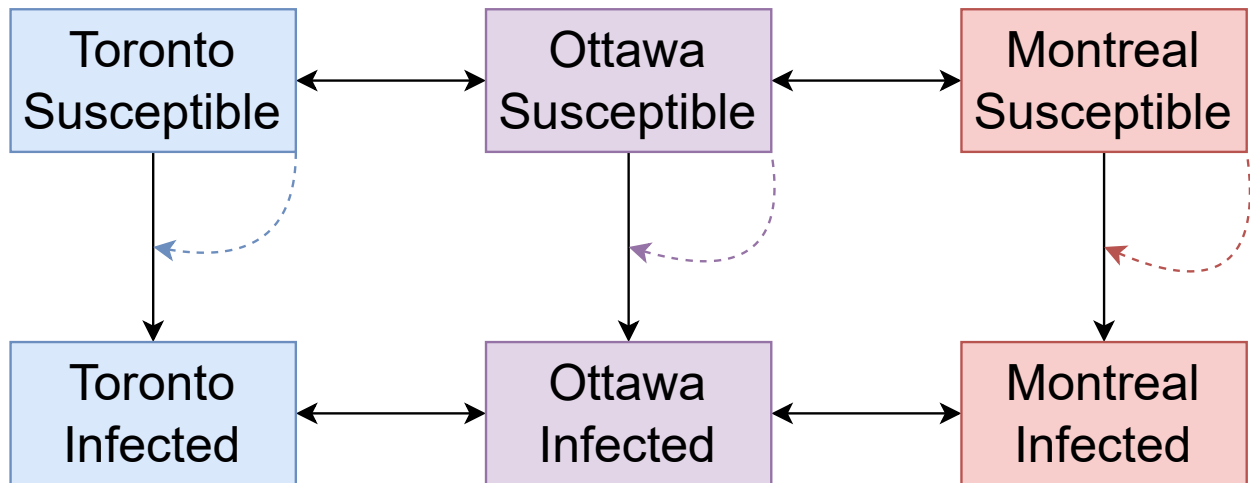 Toronto
Susceptible
Ottawa
Susceptible
Montreal
Susceptible
Toronto
Infected
Ottawa
Infected
Montreal
Infected